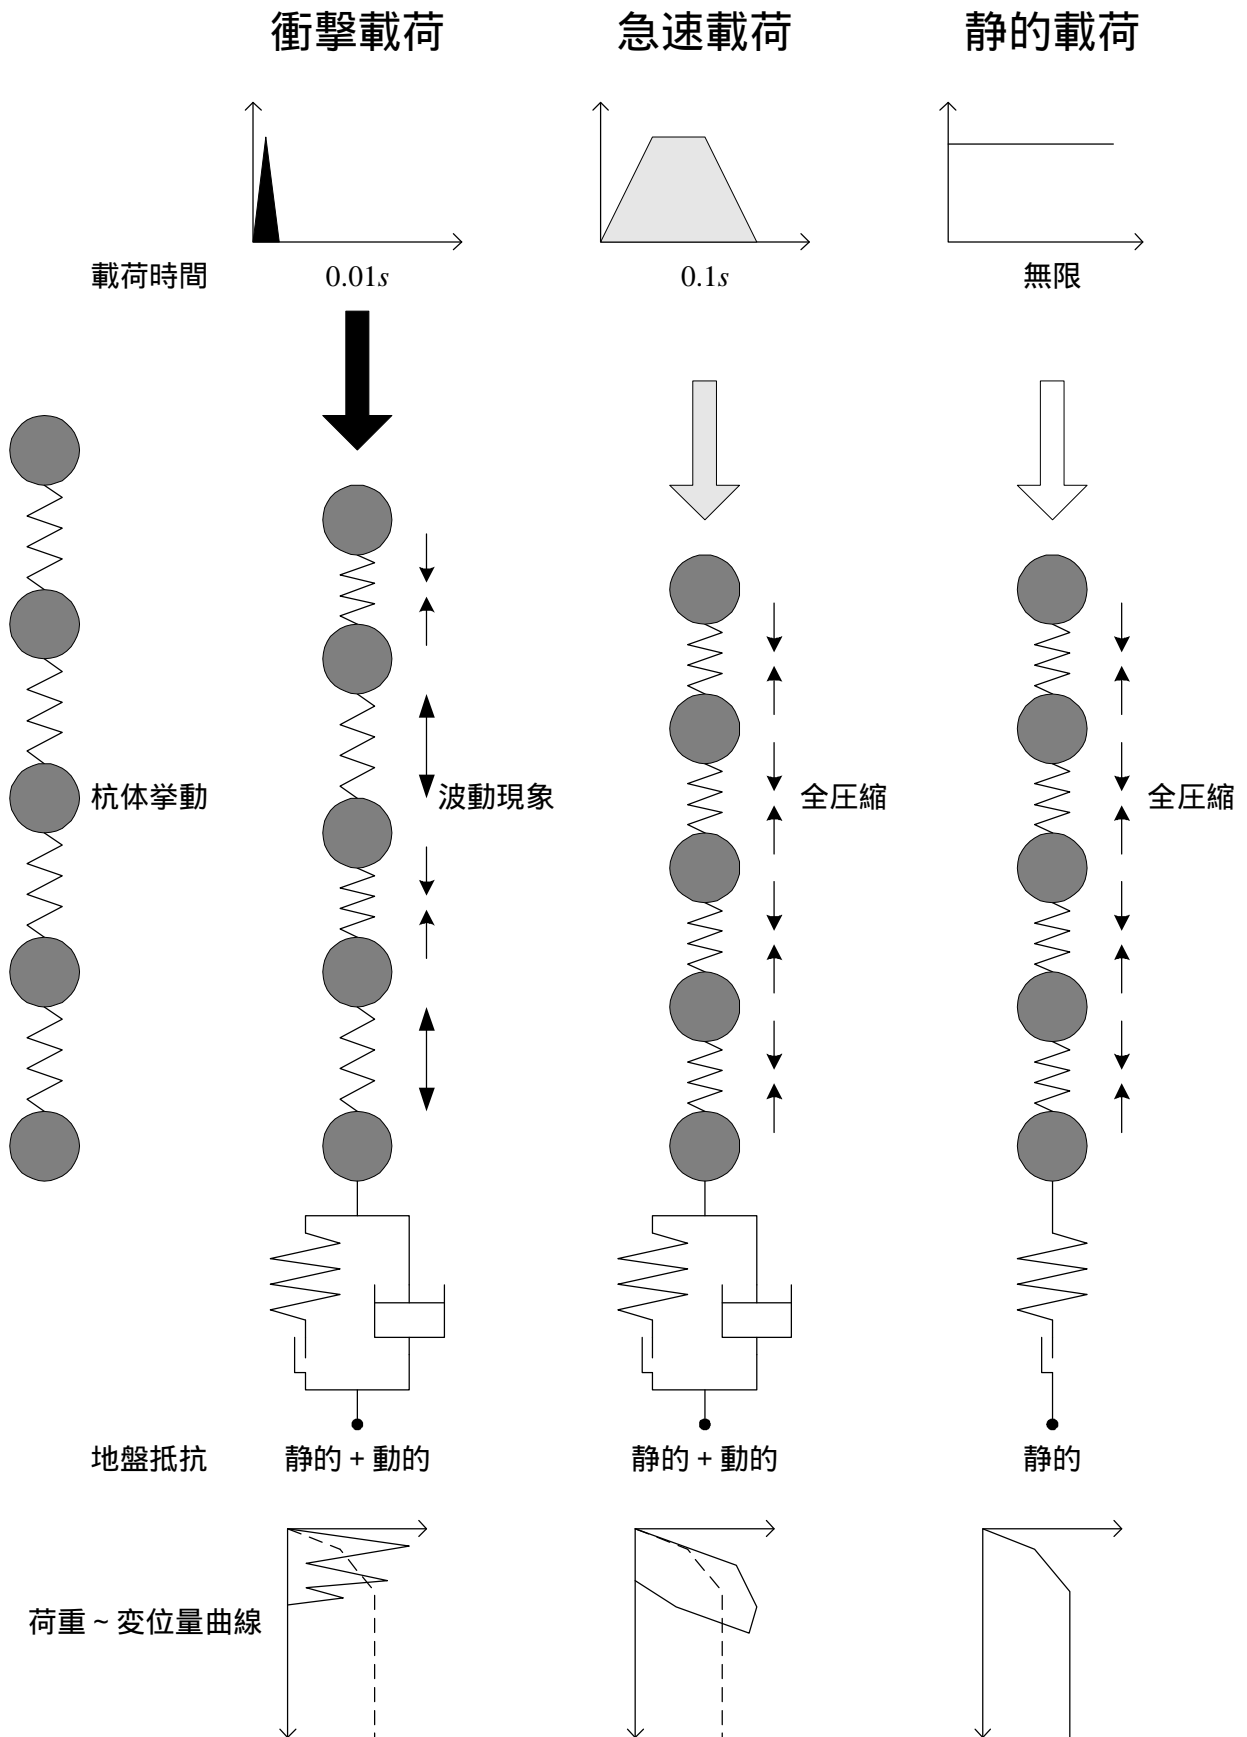 衝撃載荷 急速載荷 静的載荷
載荷時間 0.01s 0.1s 無限
杭体挙動 波動現象 全圧縮 全圧縮
地盤抵抗 静的 + 動的 静的 + 動的 静的
荷重 ~ 変位量曲線